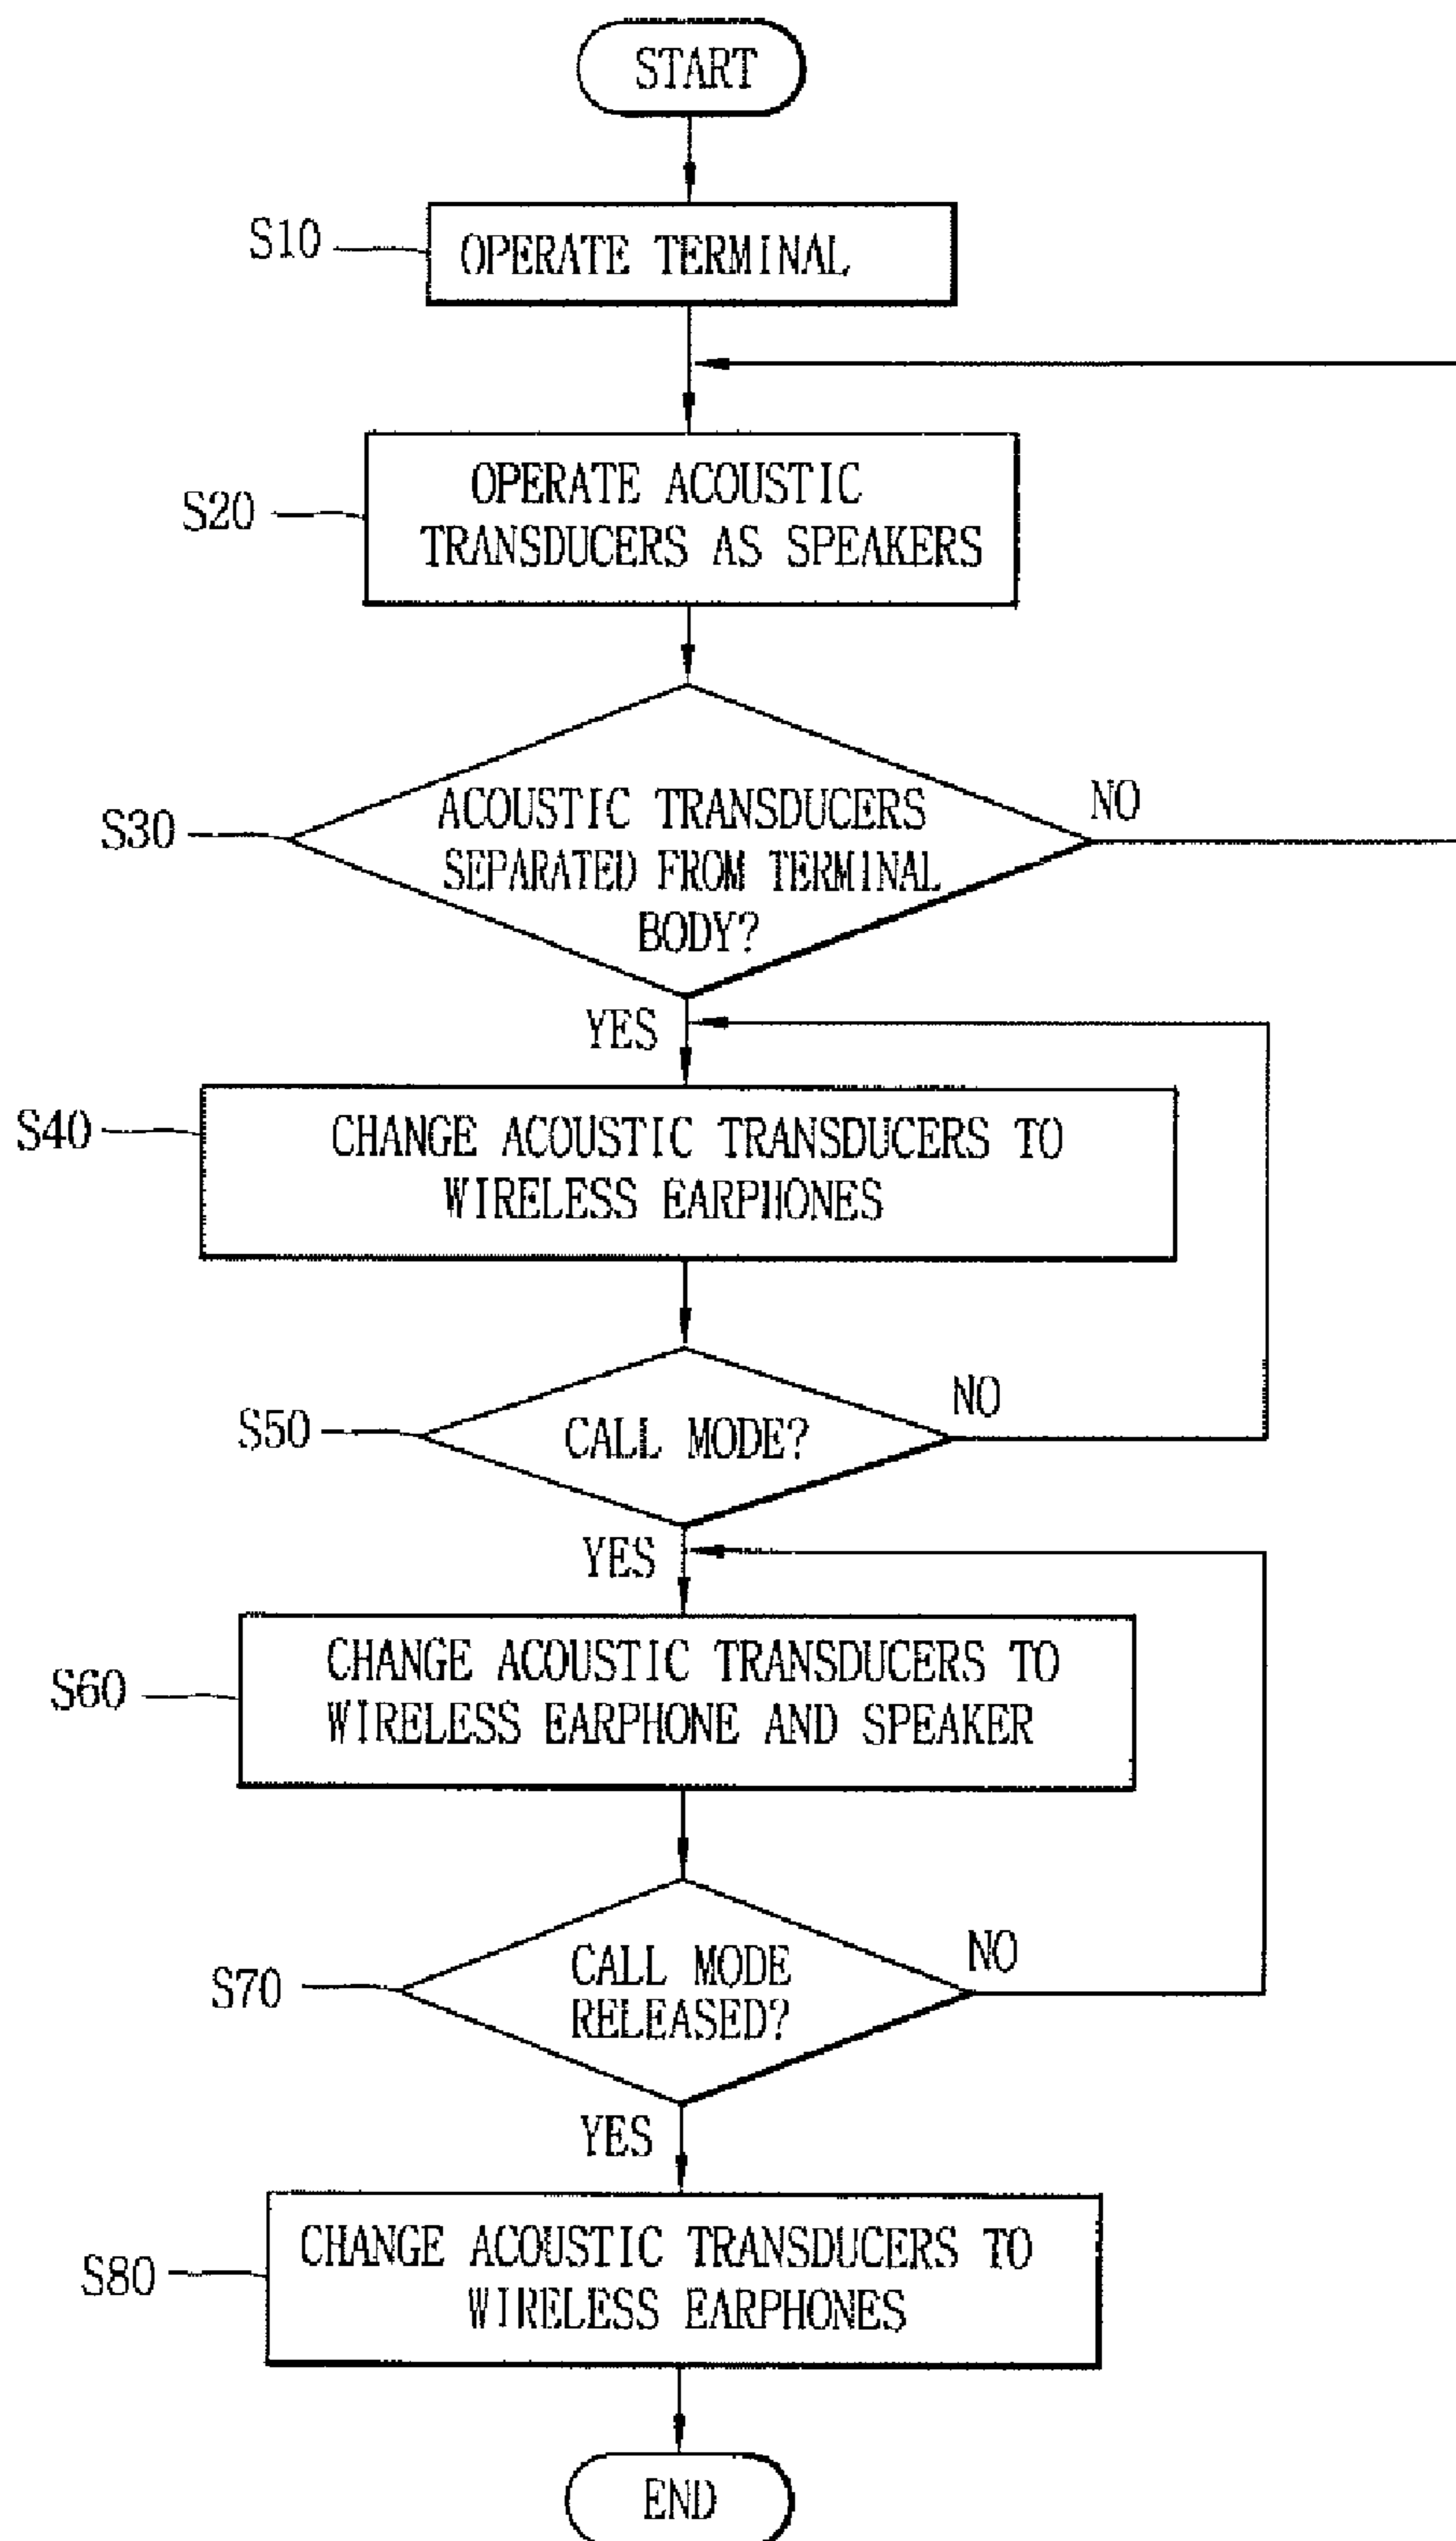 START
S10
OPERATE TERMINAL
S20
OPERATE ACOUSTIC
TRANSDUCERS AS SPEAKERS
S30
ACOUSTIC TRANSDUCERS
SEPARATED FROM TERMINAL
BODY?
NO
YES
S40
CHANGE ACOUSTIC TRANSDUCERS TO
WIRELESS EARPHONES
S50
CALL MODE?
NO
YES
S60
CHANGE ACOUSTIC TRANSDUCERS TO
WIRELESS EARPHONE AND SPEAKER
S70
CALL MODE
RELEASED?
NO
YES
S80
CHANGE ACOUSTIC TRANSDUCERS TO
WIRELESS EARPHONES
END